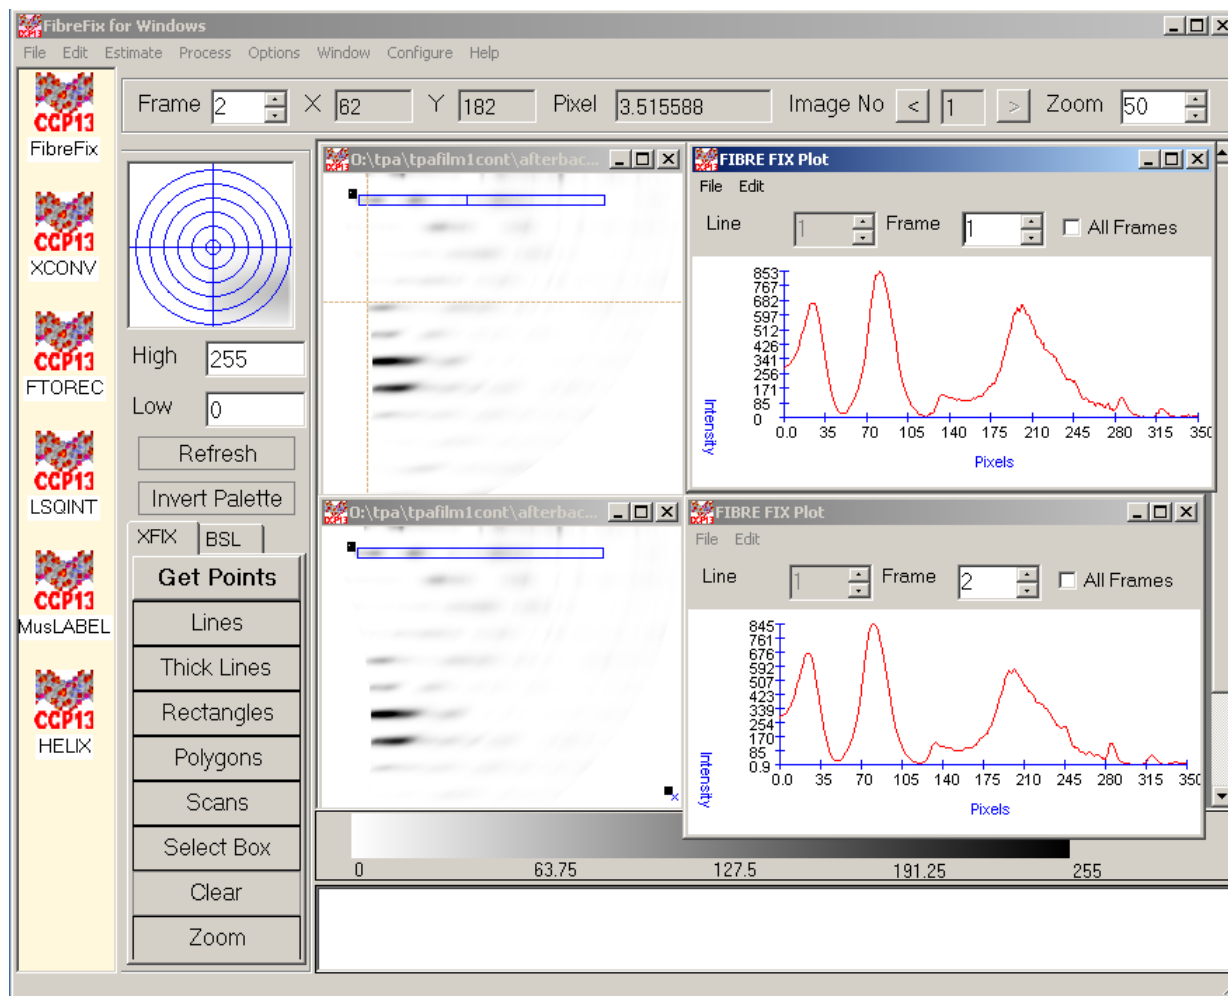 FibreFix for Windows
File Edit Estimate Process Options Window Configure Help
CCP13
FibreFix
CCP13
XCONV
CCP13
FTOREC
CCP13
LSQINT
CCP13
MusLABEL
CCP13
HELIX
Frame 2 X 62 Y 182 Pixel 3.515588 Image No < 1 > Zoom 50
High 255
Low 0
Refresh
Invert Palette
XFIX BSL
Get Points
Lines
Thick Lines
Rectangles
Polygons
Scans
Select Box
Clear
Zoom
O:\tpa\tpafilm1cont\afterbac...
FIBRE FIX Plot
File Edit
Line 1 Frame 1 All Frames
853
767
682
597
512
426
341
256
171
85
0
Intensity
0.0 35 70 105 140 175 210 245 280 315 350
Pixels
O:\tpa\tpafilm1cont\afterbac...
x
FIBRE FIX Plot
File Edit
Line 1 Frame 2 All Frames
845
761
676
592
507
423
339
254
170
85
0.9
Intensity
0.0 35 70 105 140 175 210 245 280 315 350
Pixels
0 63.75 127.5 191.25 255